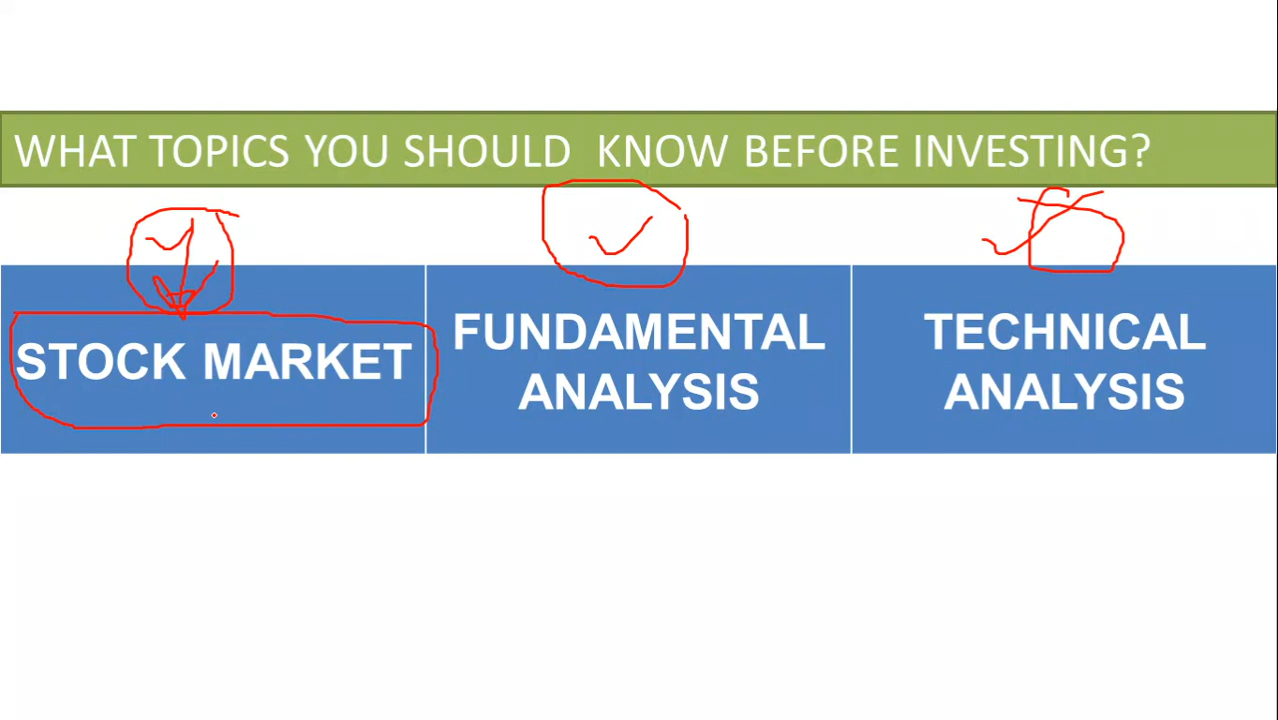 WHAT TOPICS YOU SHOULD KNOW BEFORE INVESTING?
STOCK MARKET
FUNDAMENTAL
ANALYSIS
TECHNICAL
ANALYSIS